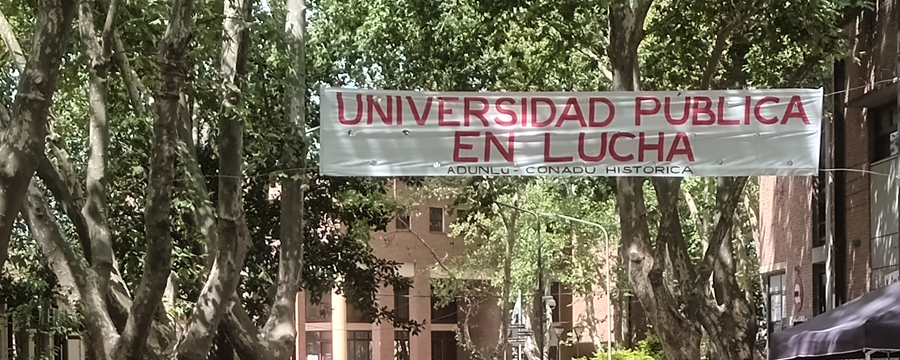 UNIVERSIDAD PUBLICA
EN LUCHA
ADUNLu - CONADU HISTORICA